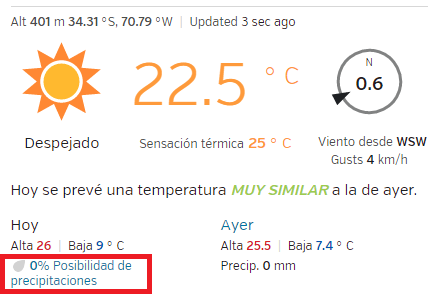 Alt 401 m 34.31 °S, 70.79 °W | Updated 3 sec ago
22.5 ° C
N
0.6
Despejado
Sensación térmica 25 ° C
Viento desde WSW
Gusts 4 km/h
Hoy se prevé una temperatura MUY SIMILAR a la de ayer.
Hoy
Alta 26 | Baja 9 ° C
0% Posibilidad de
precipitaciones
Ayer
Alta 25.5 | Baja 7.4 ° C
Precip. 0 mm